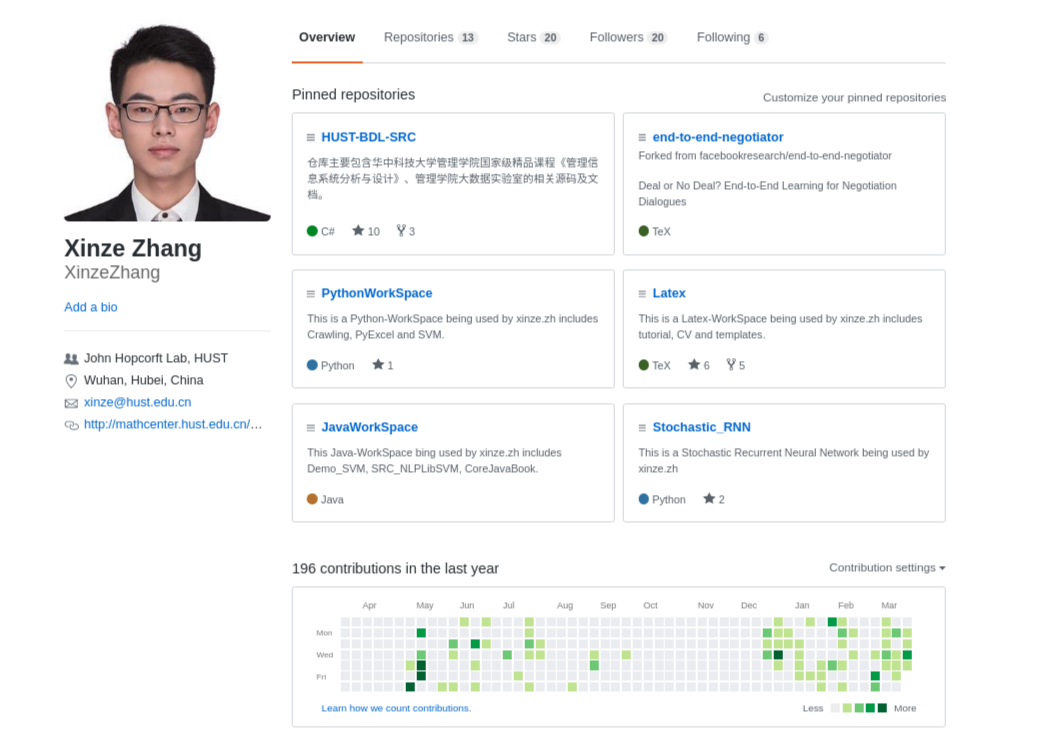 Overview Repositories 13 Stars 20 Followers 20 Following 6
Pinned repositories
Customize your pinned repositories
HUST-BDL-SRC
仓库主要包含华中科技大学管理学院国家级精品课程《管理信
息系统分析与设计》、管理学院大数据实验室的相关源码及文
档。
C# 10 3
end-to-end-negotiator
Forked from facebookresearch/end-to-end-negotiator
Deal or No Deal? End-to-End Learning for Negotiation
Dialogues
TeX
Xinze Zhang
XinzeZhang
Add a bio
John Hopcorft Lab, HUST
Wuhan, Hubei, China
xinze@hust.edu.cn
http://mathcenter.hust.edu.cn/...
PythonWorkSpace
This is a Python-WorkSpace being used by xinze.zh includes
Crawling, PyExcel and SVM.
Python 1
Latex
This is a Latex-WorkSpace being used by xinze.zh includes
tutorial, CV and templates.
TeX 6 5
JavaWorkSpace
This Java-WorkSpace bing used by xinze.zh includes
Demo_SVM, SRC_NLPLibSVM, CoreJavaBook.
Java
Stochastic_RNN
This is a Stochastic Recurrent Neural Network being used by
xinze.zh
Python 2
196 contributions in the last year
Contribution settings
Apr May Jun Jul Aug Sep Oct Nov Dec Jan Feb Mar
Mon
Wed
Fri
Learn how we count contributions.
Less More